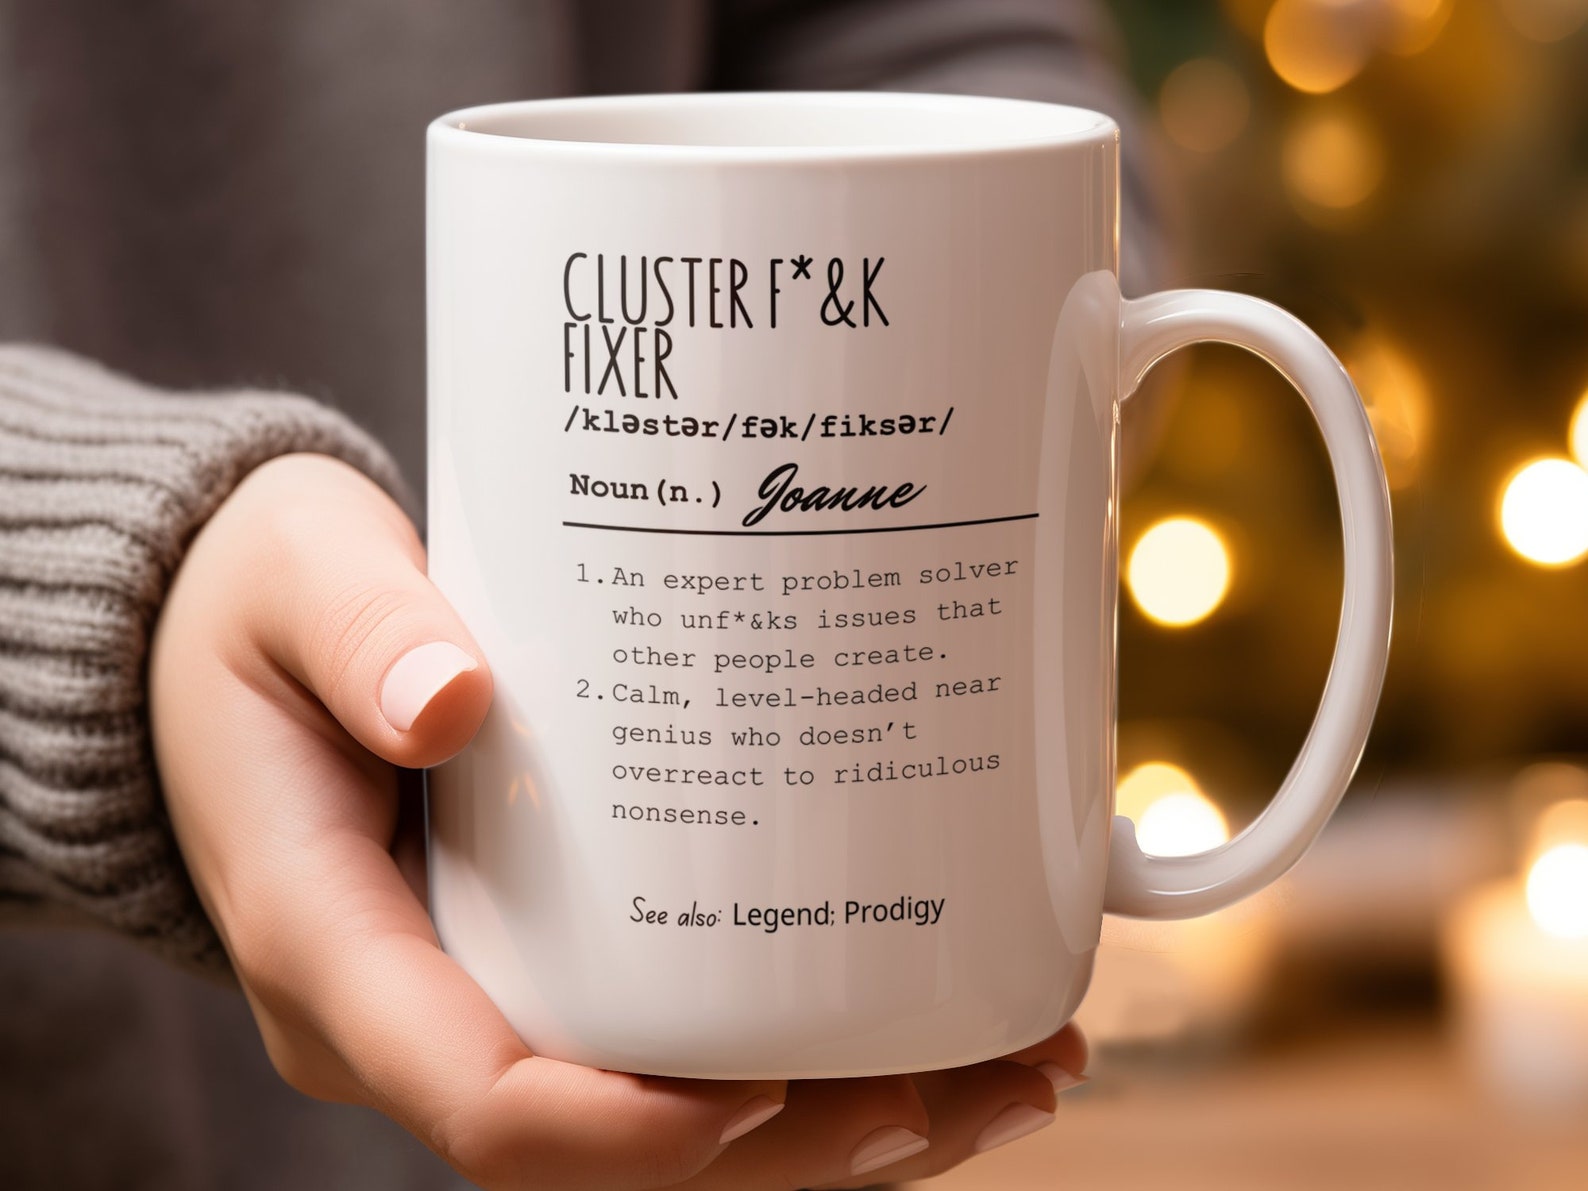 CLUSTER F*&K
FIXER
/kləstər/fək/fiksər/
Noun(n.) Joanne
1. An expert problem solver
who unf*&ks issues that
other people create.
2. Calm, level-headed near
genius who doesn't
overreact to ridiculous
nonsense.
See also: Legend; Prodigy